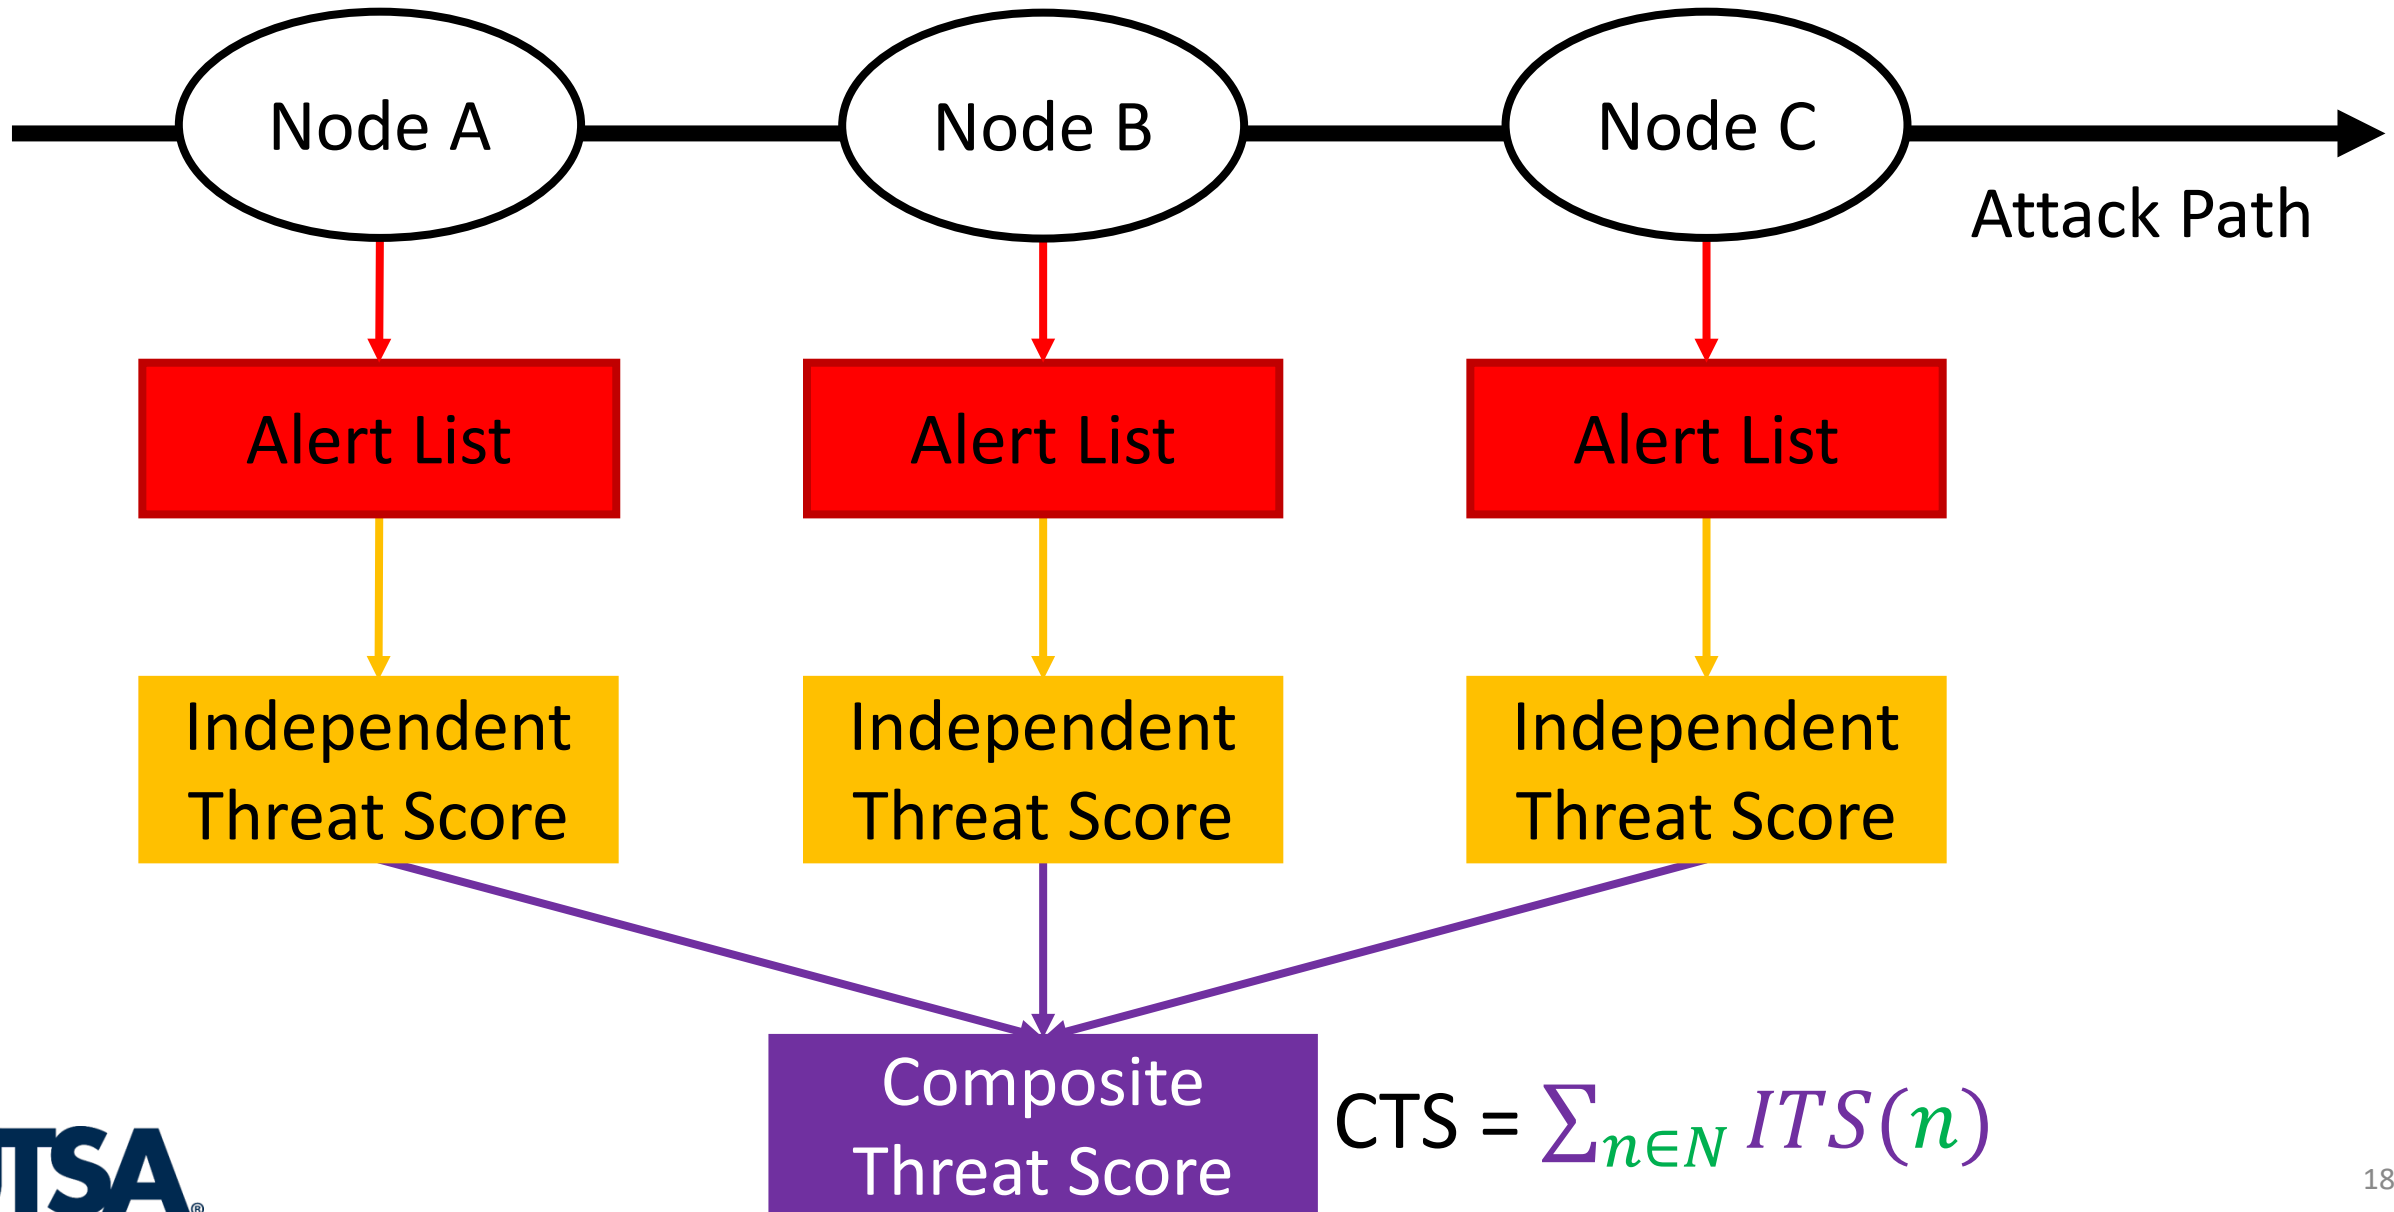 Node A
Node B
Node C
Attack Path
Alert List
Alert List
Alert List
Independent
Threat Score
Independent
Threat Score
Independent
Threat Score
Composite
Threat Score
CTS = ∑n∈N ITS(n)
UTSA®
18